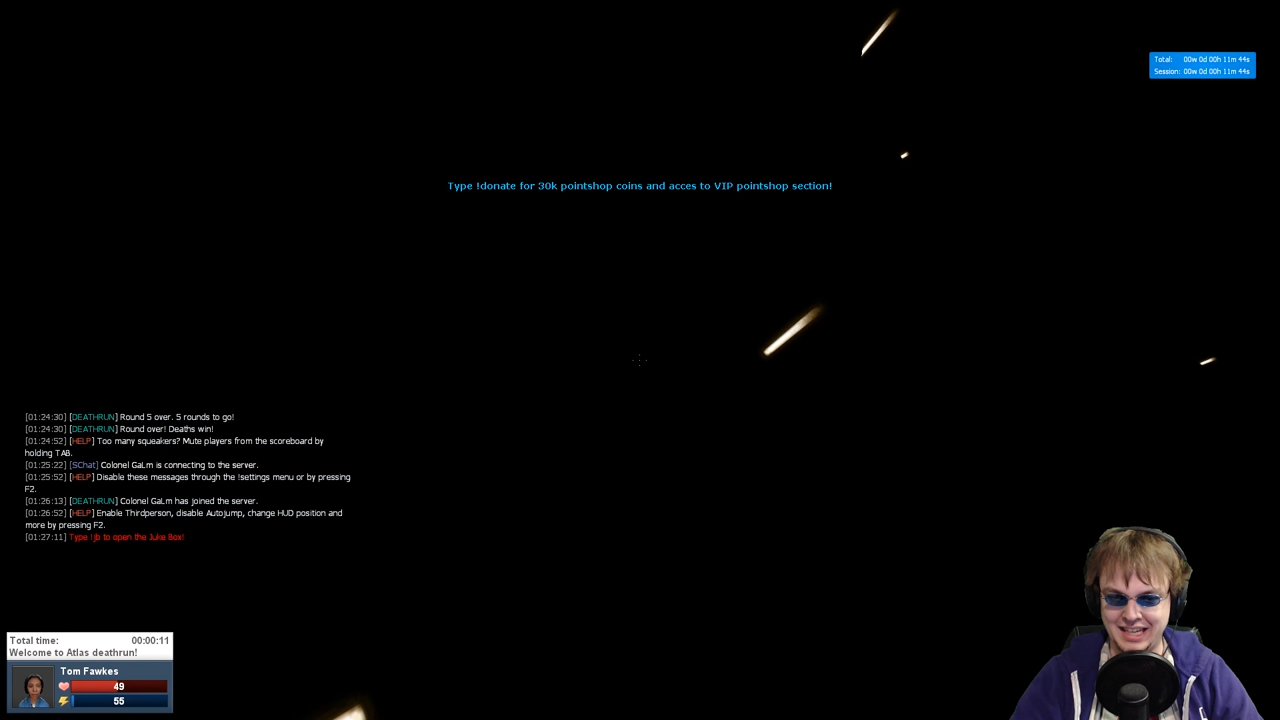 Total: 00w 0d 00h 11m 44s
Session: 00w 0d 00h 11m 44s
Type !donate for 30k pointshop coins and acces to VIP pointshop section!
[01:24:30] [DEATHRUN] Round 5 over. 5 rounds to go!
[01:24:30] [DEATHRUN] Round over! Deaths win!
[01:24:52] [HELP] Too many squeakers? Mute players from the scoreboard by
holding TAB.
[01:25:22] [SChat] Colonel GaLm is connecting to the server.
[01:25:52] [HELP] Disable these messages through the !settings menu or by pressing
F2.
[01:26:13] [DEATHRUN] Colonel GaLm has joined the server.
[01:26:52] [HELP] Enable Thirdperson, disable Autojump, change HUD position and
more by pressing F2.
[01:27:11] Type !jb to open the Juke Box!
Total time: 00:00:11
Welcome to Atlas deathrun!
Tom Fawkes
49
55